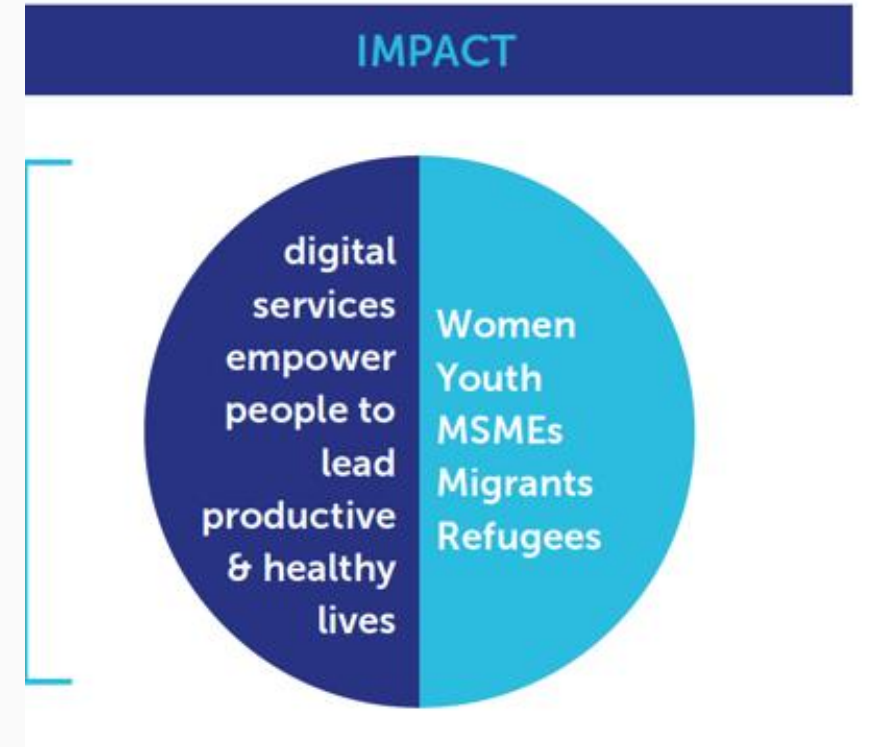 IMPACT
digital
services
empower
people to
lead
productive
& healthy
lives
Women
Youth
MSMEs
Migrants
Refugees